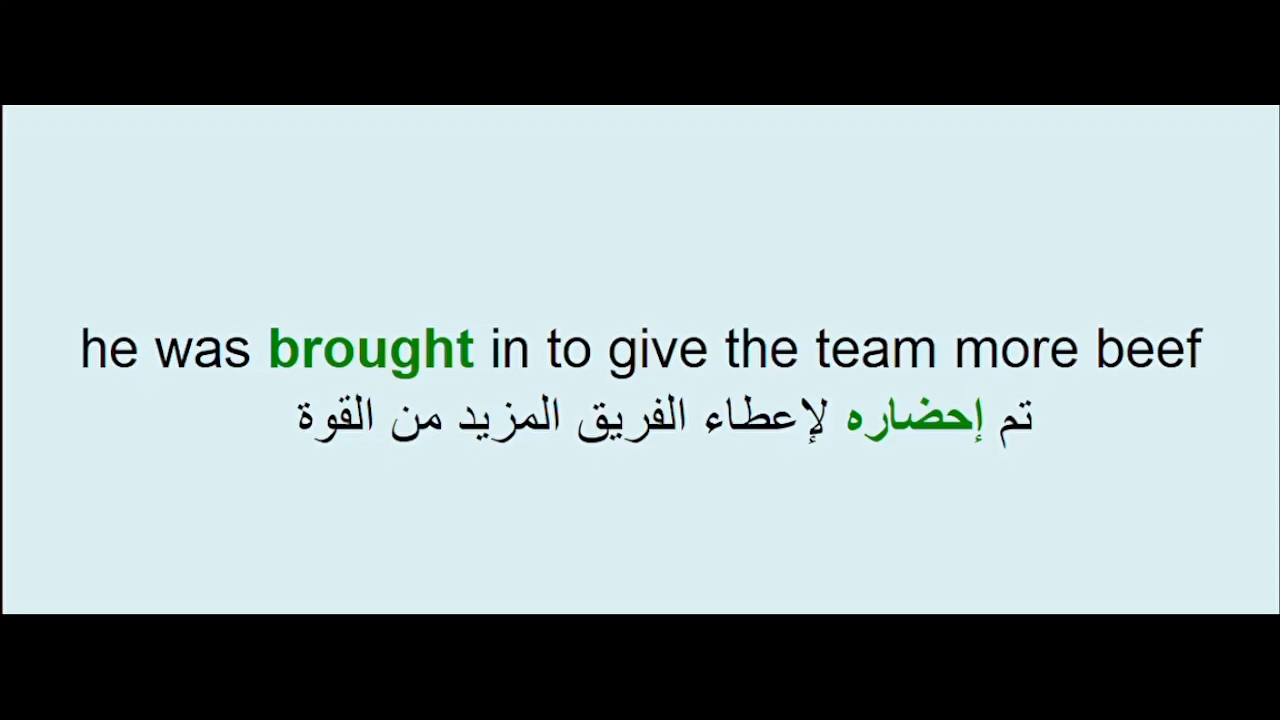 he was brought in to give the team more beef
تم إحضاره لإعطاء الفريق المزيد من القوة